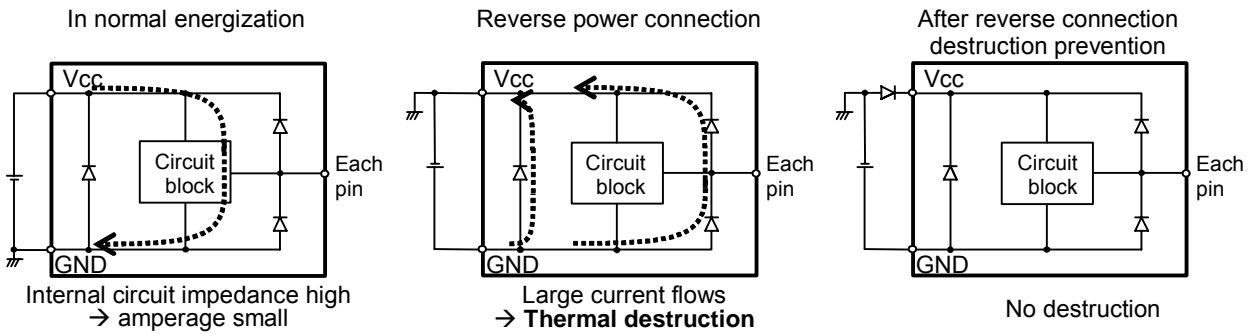 In normal energization
Vcc
Circuit
block
Each
pin
GND
Internal circuit impedance high
→ amperage small
Reverse power connection
Vcc
Circuit
block
Each
pin
GND
Large current flows
→ Thermal destruction
After reverse connection
destruction prevention
Vcc
Circuit
block
Each
pin
GND
No destruction